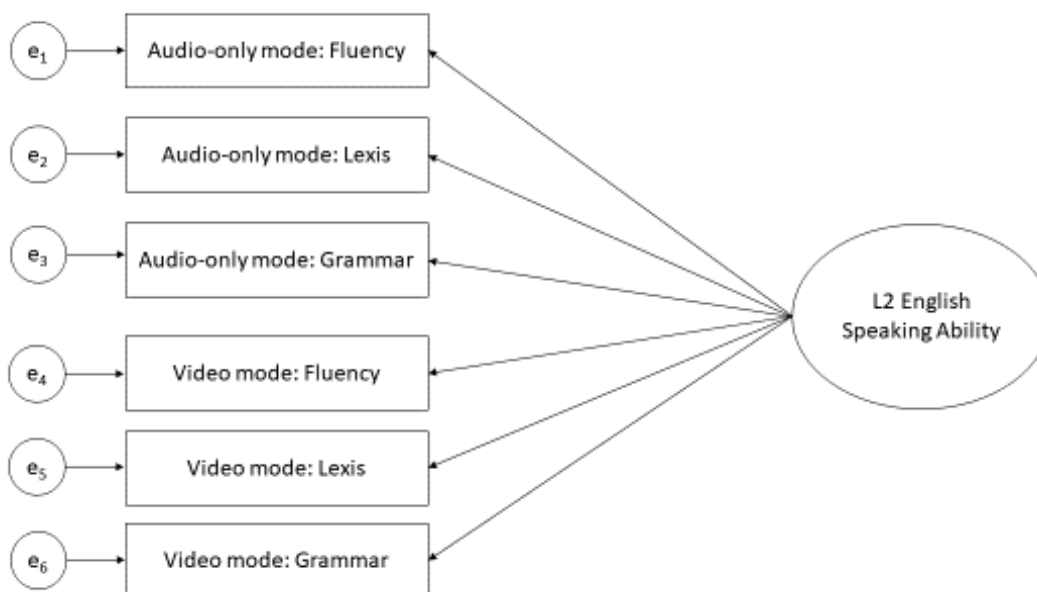 e₁
Audio-only mode: Fluency
e₂
Audio-only mode: Lexis
e₃
Audio-only mode: Grammar
L2 English
Speaking Ability
e₄
Video mode: Fluency
e₅
Video mode: Lexis
e₆
Video mode: Grammar